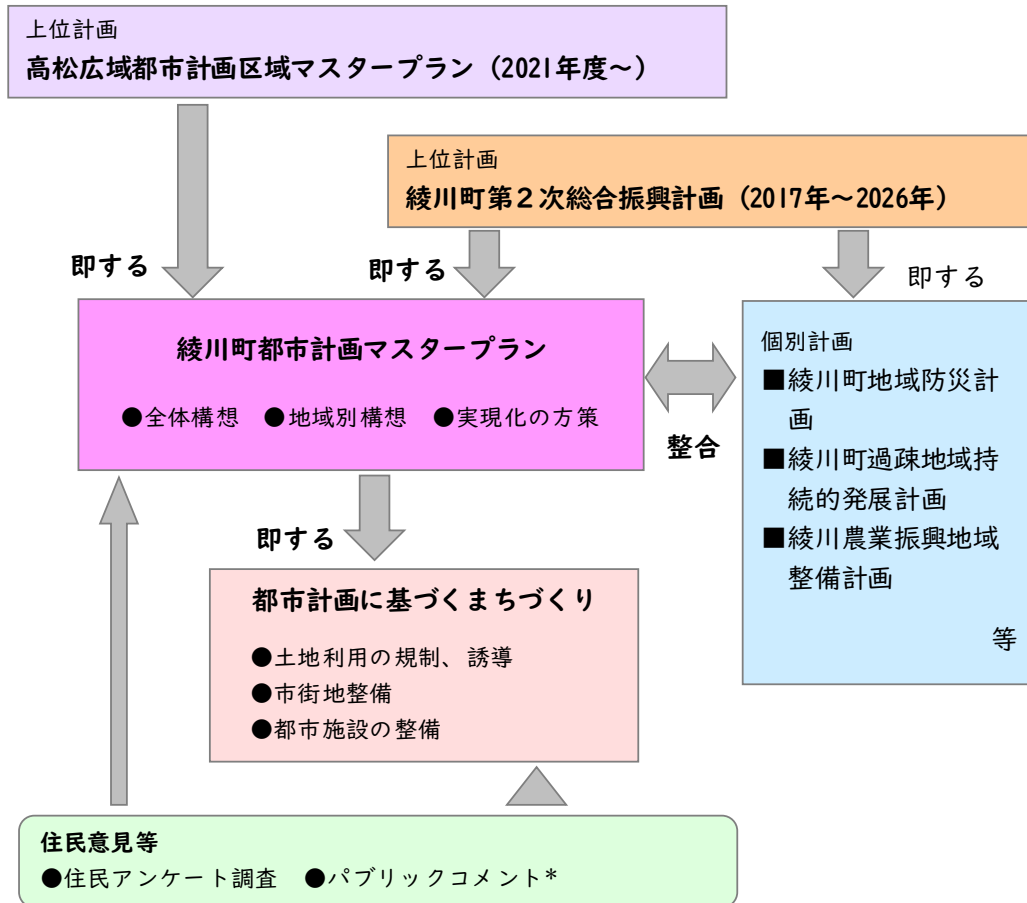 上位計画
高松広域都市計画区域マスタープラン（2021年度～）
上位計画
綾川町第２次総合振興計画（2017年～2026年）
即する
即する
即する
綾川町都市計画マスタープラン
●全体構想　●地域別構想　●実現化の方策
整合
個別計画
■綾川町地域防災計
画
■綾川町過疎地域持
続的発展計画
■綾川農業振興地域
整備計画
等
即する
都市計画に基づくまちづくり
●土地利用の規制、誘導
●市街地整備
●都市施設の整備
住民意見等
●住民アンケート調査　●パブリックコメント*